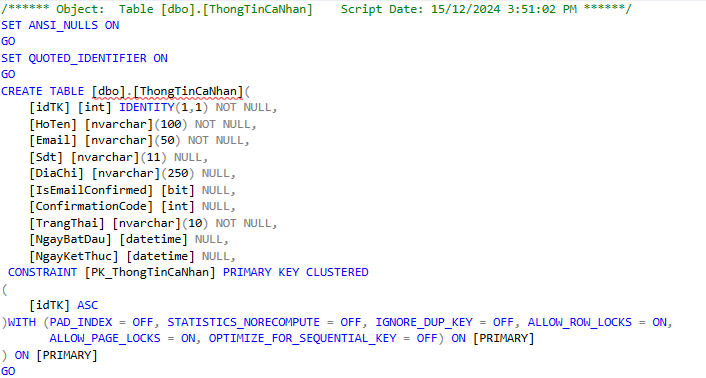 /****** Object:  Table [dbo].[ThongTinCaNhan]    Script Date: 15/12/2024 3:51:02 PM ******/
SET ANSI_NULLS ON
GO
SET QUOTED_IDENTIFIER ON
GO
CREATE TABLE [dbo].[ThongTinCaNhan](
    [idTK] [int] IDENTITY(1,1) NOT NULL,
    [HoTen] [nvarchar](100) NOT NULL,
    [Email] [nvarchar](50) NOT NULL,
    [Sdt] [nvarchar](11) NULL,
    [DiaChi] [nvarchar](250) NULL,
    [IsEmailConfirmed] [bit] NULL,
    [ConfirmationCode] [int] NULL,
    [TrangThai] [nvarchar](10) NOT NULL,
    [NgayBatDau] [datetime] NULL,
    [NgayKetThuc] [datetime] NULL,
 CONSTRAINT [PK_ThongTinCaNhan] PRIMARY KEY CLUSTERED
(
    [idTK] ASC
)WITH (PAD_INDEX = OFF, STATISTICS_NORECOMPUTE = OFF, IGNORE_DUP_KEY = OFF, ALLOW_ROW_LOCKS = ON,
       ALLOW_PAGE_LOCKS = ON, OPTIMIZE_FOR_SEQUENTIAL_KEY = OFF) ON [PRIMARY]
) ON [PRIMARY]
GO